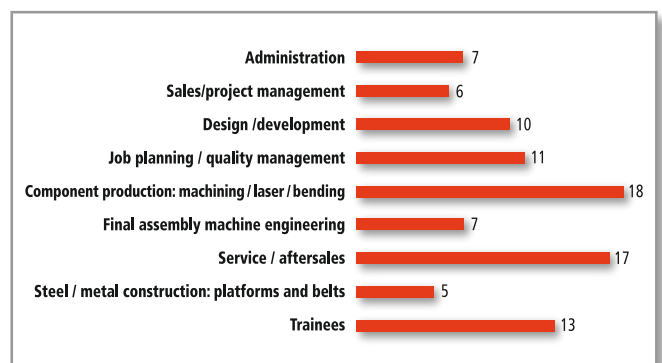 Administration 7
Sales/project management 6
Design /development 10
Job planning / quality management 11
Component production: machining / laser / bending 18
Final assembly machine engineering 7
Service / aftersales 17
Steel / metal construction: platforms and belts 5
Trainees 13